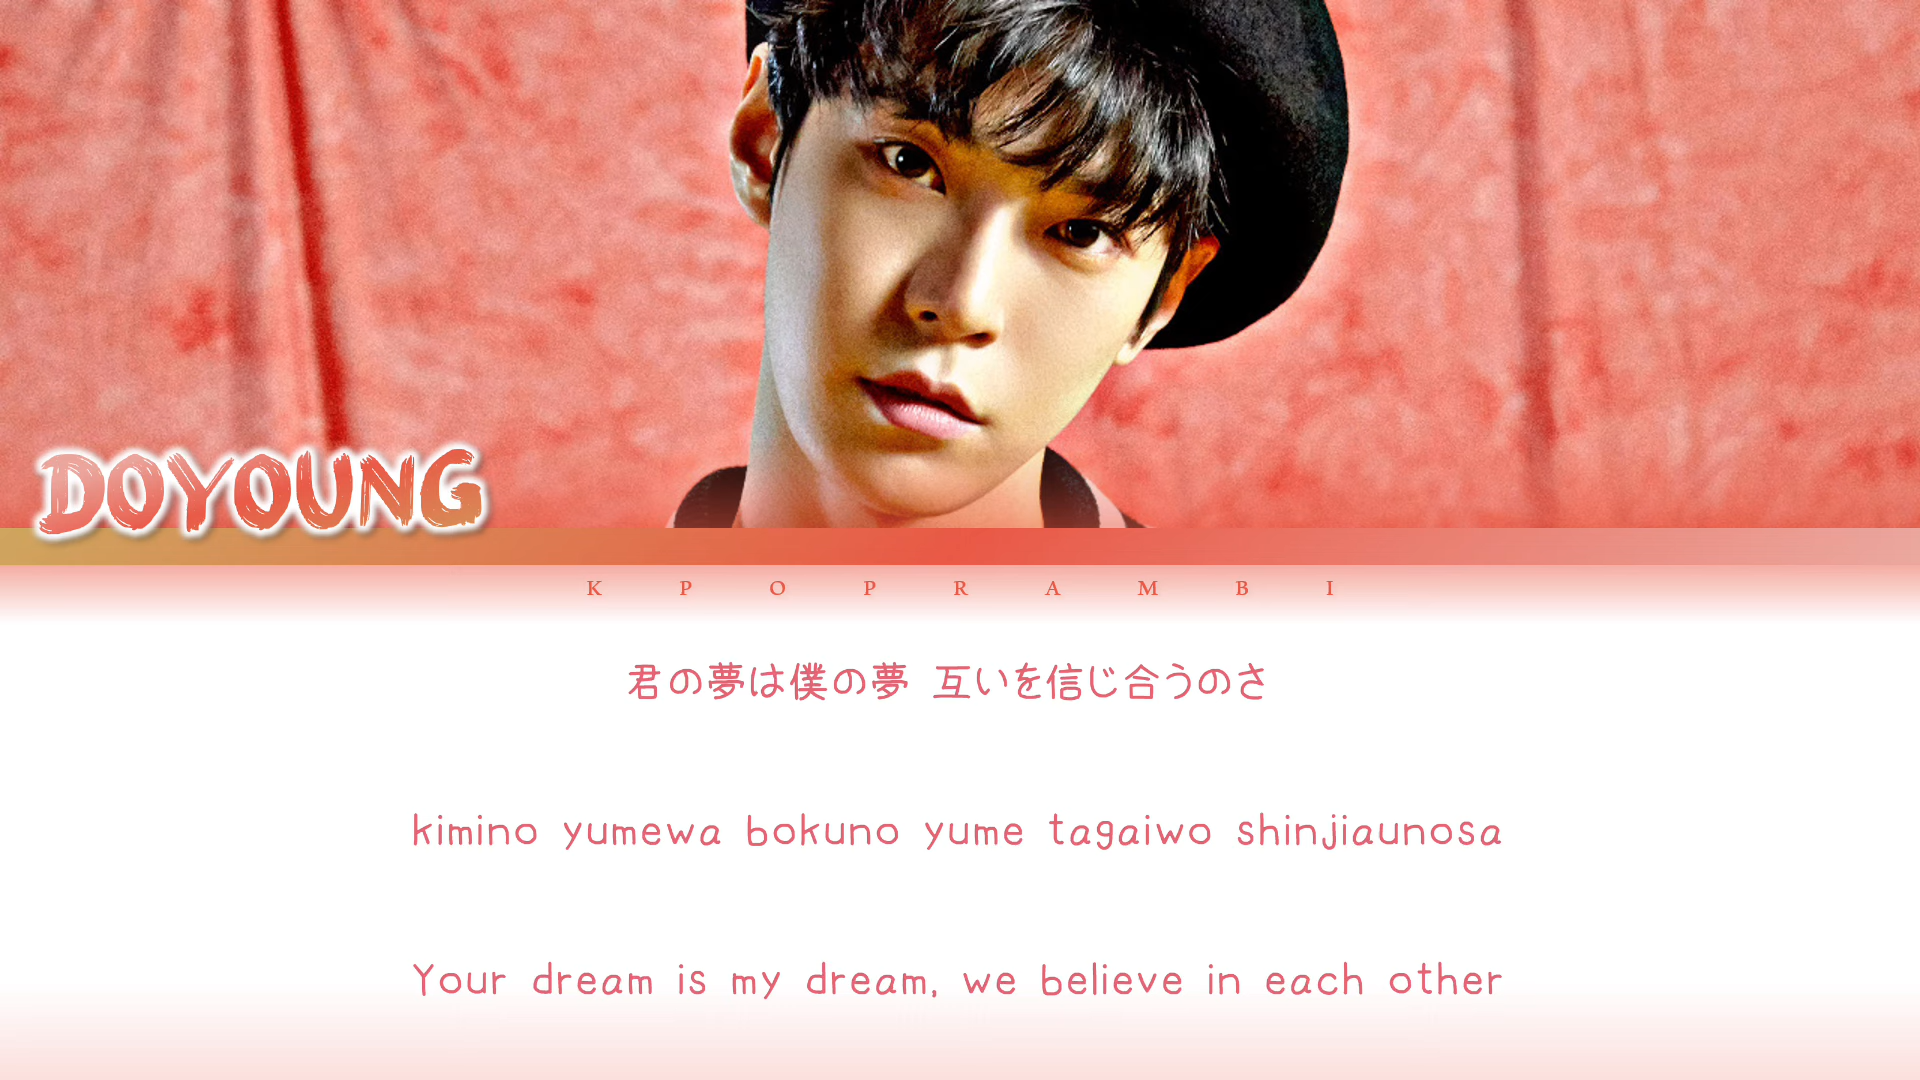 DOYOUNG
KPOPRAMBI
君の夢は僕の夢 互いを信じ合うのさ
kimino yumewa bokuno yume tagaiwo shinjiaunosa
Your dream is my dream, we believe in each other